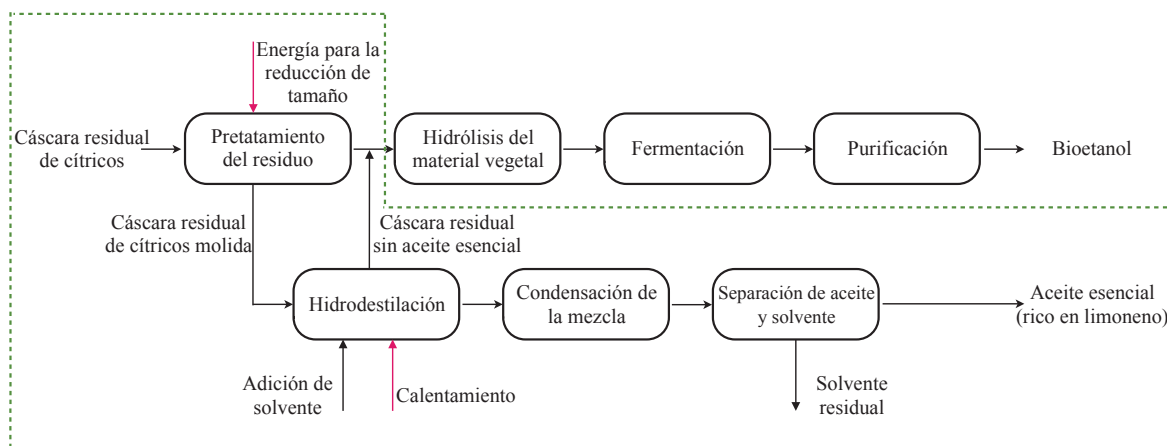 Energía para la
reducción de
tamaño
Cáscara residual
de cítricos
Pretatamiento
del residuo
Hidrólisis del
material vegetal
Fermentación
Purificación
Bioetanol
Cáscara residual
de cítricos molida
Cáscara residual
sin aceite esencial
Hidrodestilación
Condensación de
la mezcla
Separación de aceite
y solvente
Aceite esencial
(rico en limoneno)
Adición de
solvente
Calentamiento
Solvente
residual